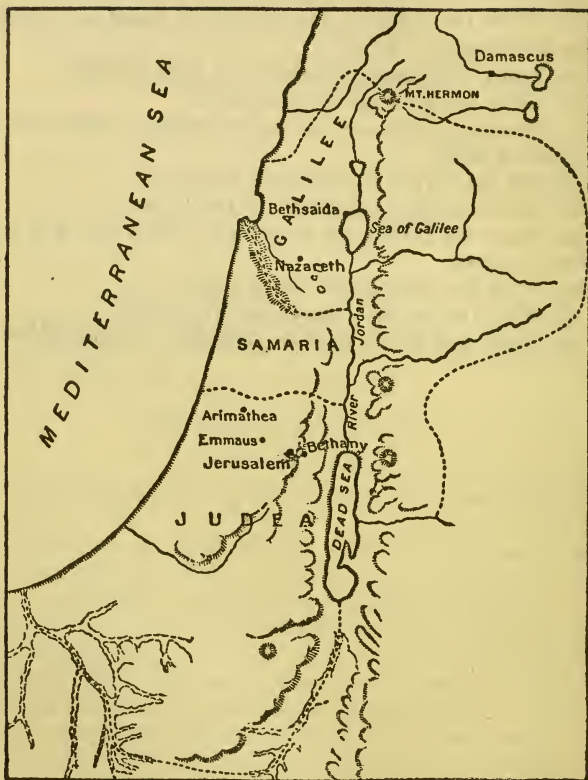 MEDITERRANEAN SEA
Damascus
MT. HERMON
GALILEE
Bethsaida
Sea of Galilee
Nazareth
Jordan
SAMARIA
River
Arimathea
Emmaus
Bethany
Jerusalem
JUDEA
DEAD SEA